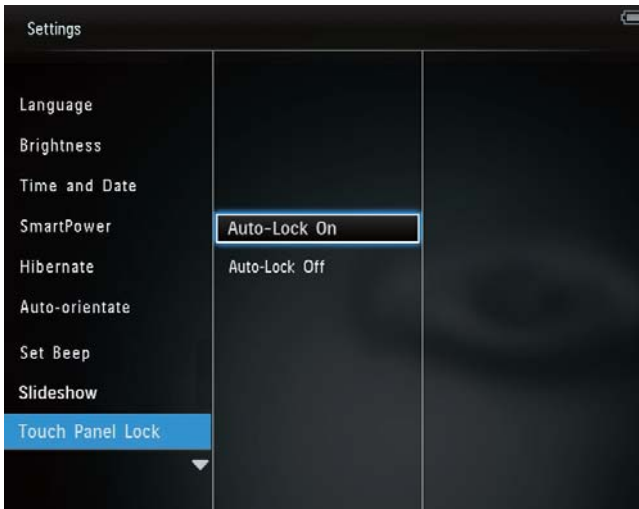 Settings
Language
Brightness
Time and Date
SmartPower
Hibernate
Auto-orientate
Set Beep
Slideshow
Touch Panel Lock
Auto-Lock On
Auto-Lock Off